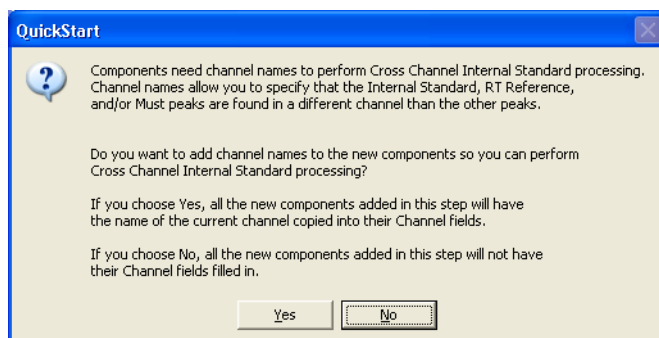 QuickStart
Components need channel names to perform Cross Channel Internal Standard processing.
Channel names allow you to specify that the Internal Standard, RT Reference,
and/or Must peaks are found in a different channel than the other peaks.
Do you want to add channel names to the new components so you can perform
Cross Channel Internal Standard processing?
If you choose Yes, all the new components added in this step will have
the name of the current channel copied into their Channel fields.
If you choose No, all the new components added in this step will not have
their Channel fields filled in.
Yes No